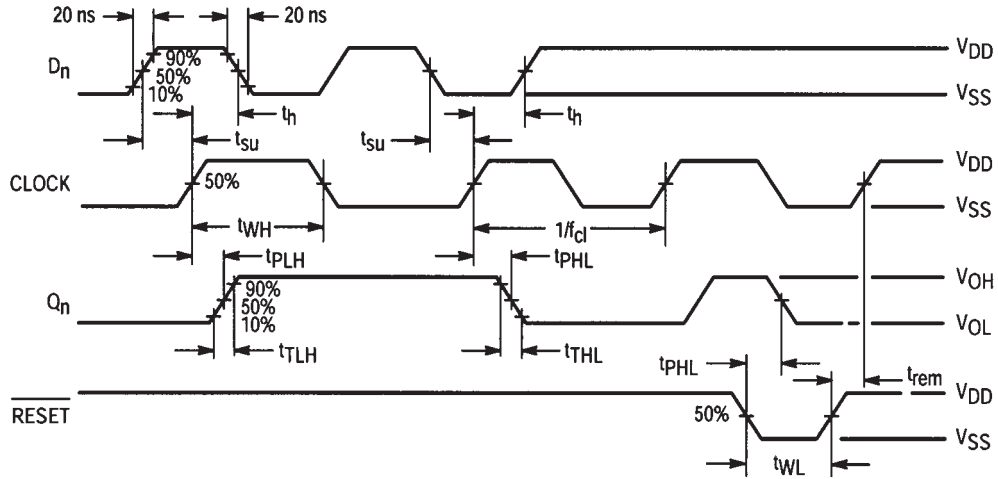 20 ns
20 ns
Dn
90%
50%
10%
VDD
VSS
th
th
tsu
tsu
CLOCK
50%
VDD
VSS
tWH
1/fcl
tPLH
tPHL
Qn
90%
50%
10%
VOH
VOL
tTLH
tTHL
tPHL
trem
RESET
50%
VDD
VSS
tWL